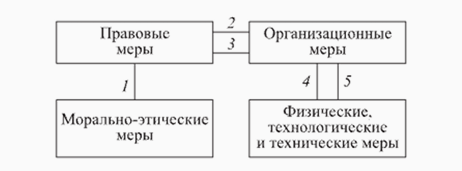 Правовые
меры
2
3
Организационные
меры
1
4
5
Морально-этические
меры
Физические,
технологические
и технические меры